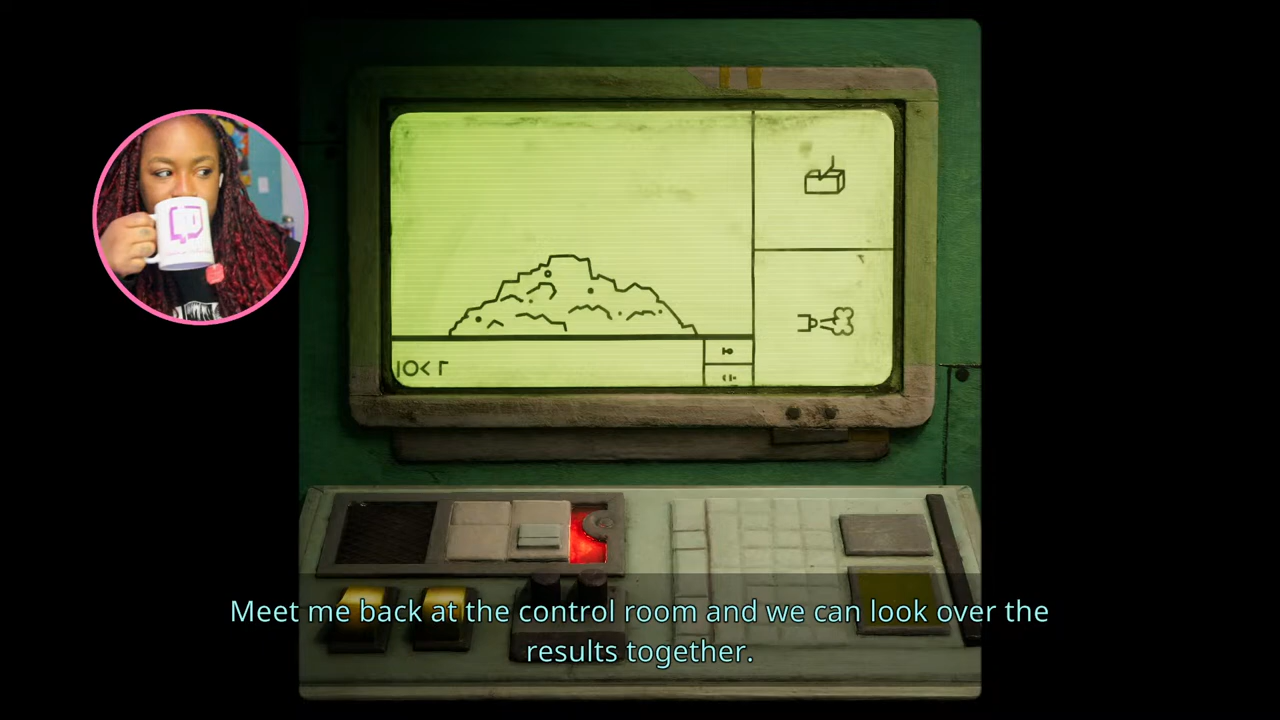 Meet me back at the control room and we can look over the
results together.